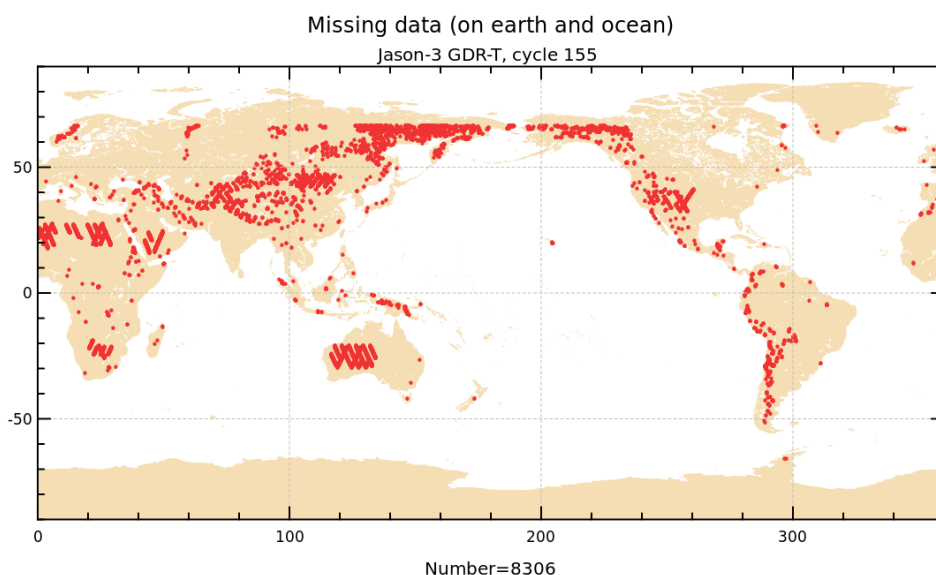 Missing data (on earth and ocean)
Jason-3 GDR-T, cycle 155
50
0
-50
0 100 200 300
Number=8306